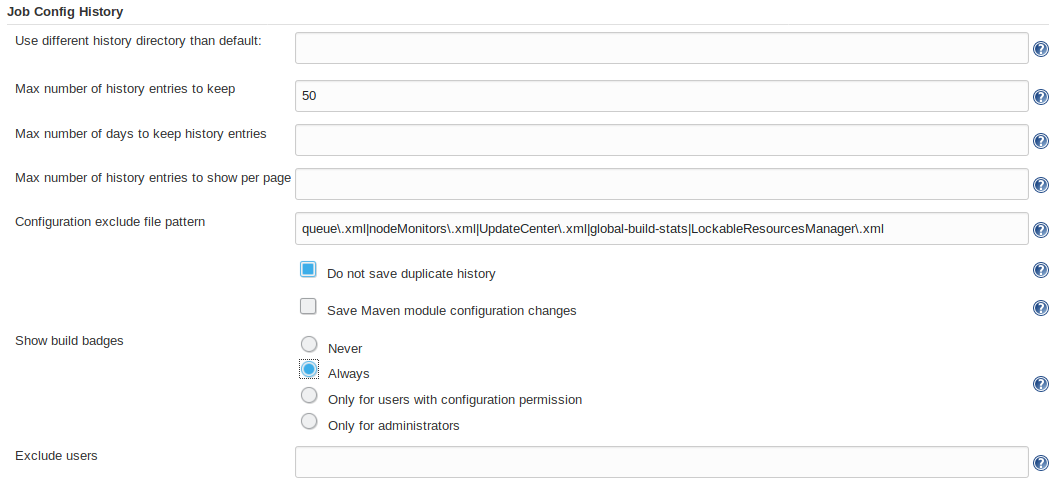 Job Config History
Use different history directory than default:
Max number of history entries to keep
50
Max number of days to keep history entries
Max number of history entries to show per page
Configuration exclude file pattern
queue\.xml|nodeMonitors\.xml|UpdateCenter\.xml|global-build-stats|LockableResourcesManager\.xml
Do not save duplicate history
Save Maven module configuration changes
Show build badges
Never
Always
Only for users with configuration permission
Only for administrators
Exclude users